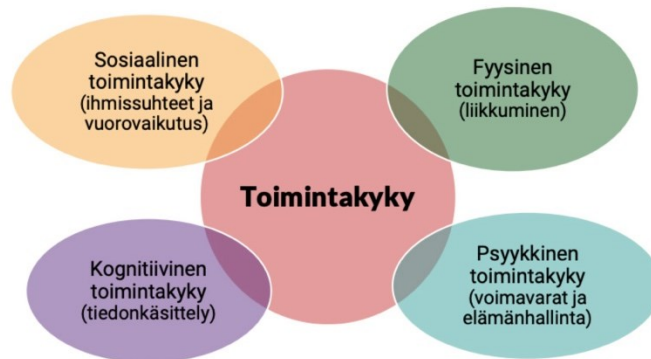 Sosiaalinen
toimintakyky
(ihmissuhteet ja
vuorovaikutus)
Fyysinen
toimintakyky
(liikkuminen)
Toimintakyky
Kognitiivinen
toimintakyky
(tiedonkäsittely)
Psyykkinen
toimintakyky
(voimavarat ja
elämänhallinta)